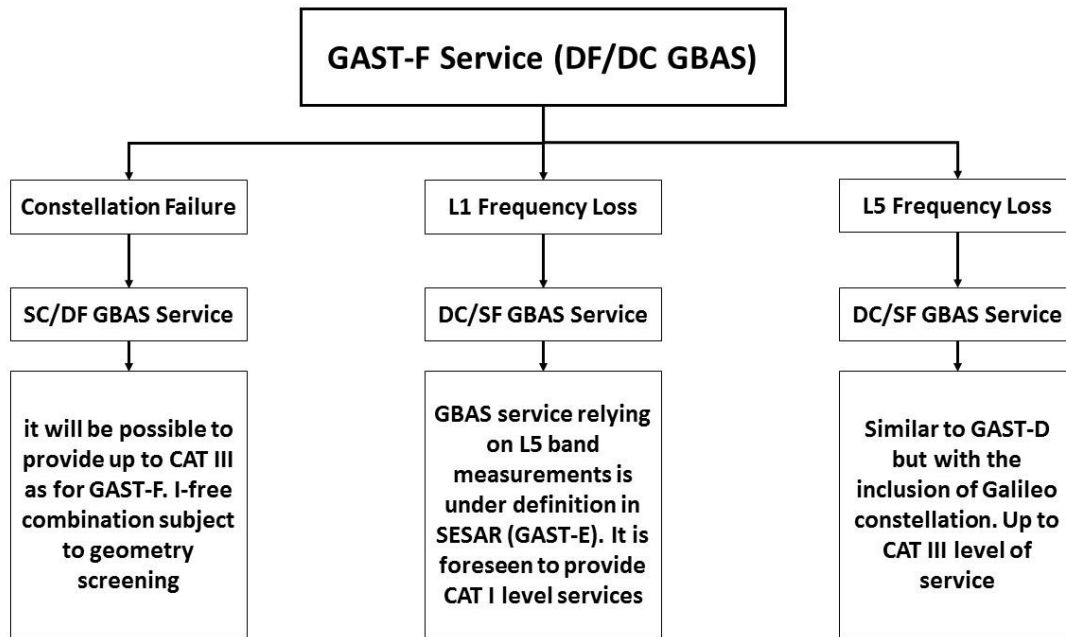 GAST-F Service (DF/DC GBAS)
Constellation Failure
L1 Frequency Loss
L5 Frequency Loss
SC/DF GBAS Service
DC/SF GBAS Service
DC/SF GBAS Service
it will be possible to
provide up to CAT III
as for GAST-F. I-free
combination subject
to geometry
screening
GBAS service relying
on L5 band
measurements is
under definition in
SESAR (GAST-E). It is
foreseen to provide
CAT I level services
Similar to GAST-D
but with the
inclusion of Galileo
constellation. Up to
CAT III level of
service